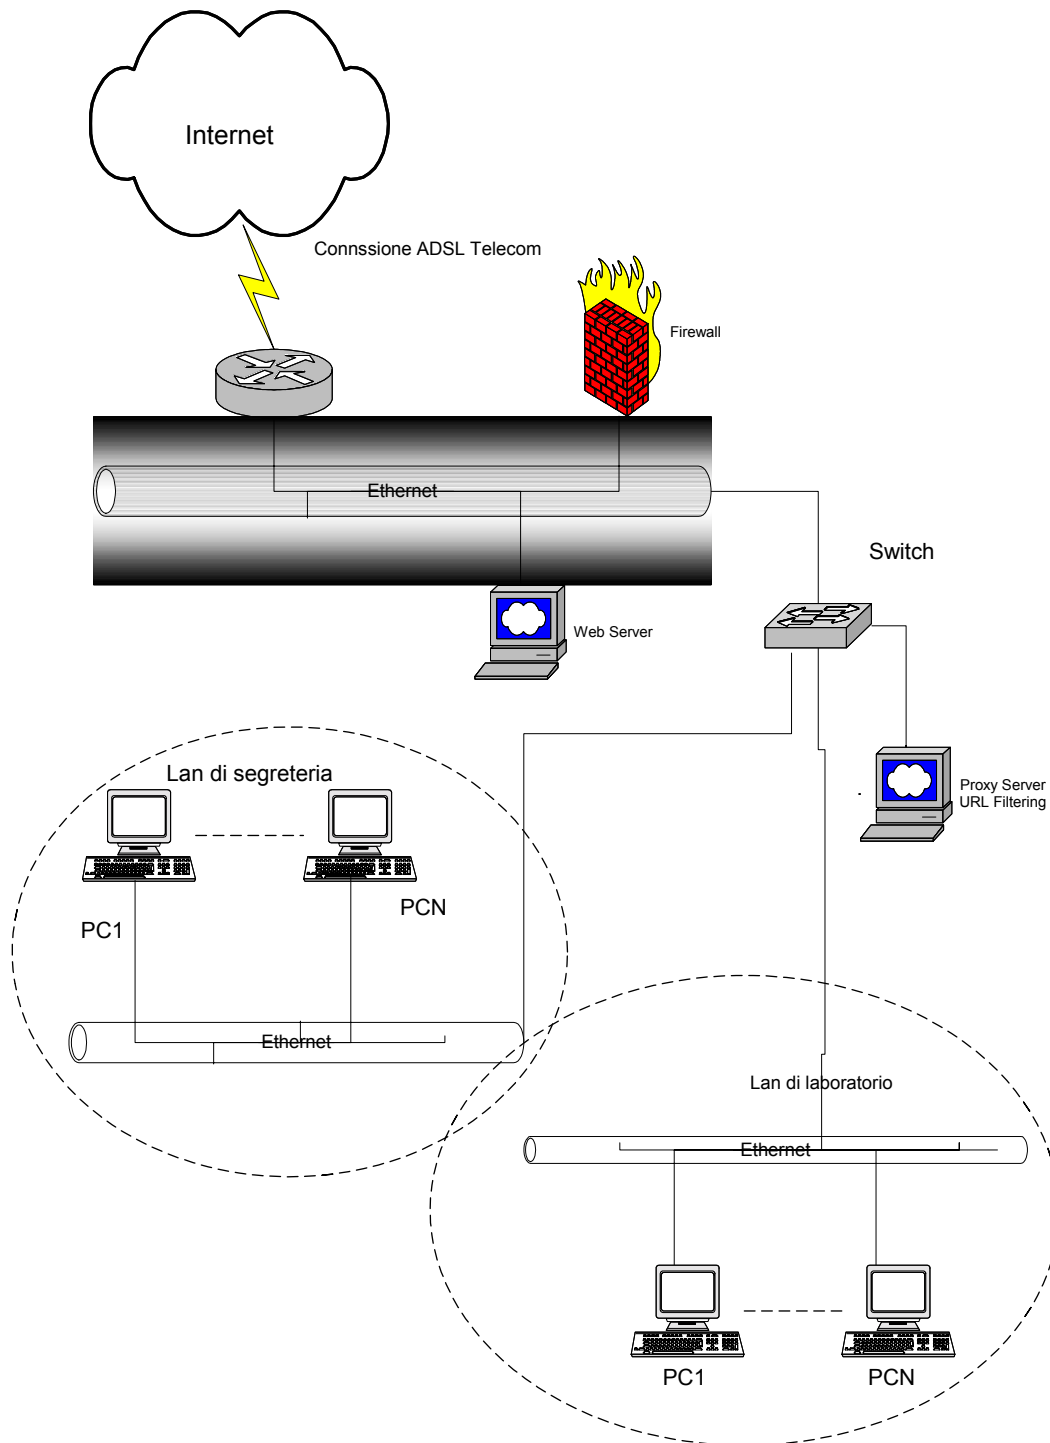 Internet
Connssione ADSL Telecom
Firewall
Ethernet
Switch
Web Server
Lan di segreteria
Proxy Server
URL Filtering
PC1
PCN
Ethernet
Lan di laboratorio
Ethernet
PC1
PCN